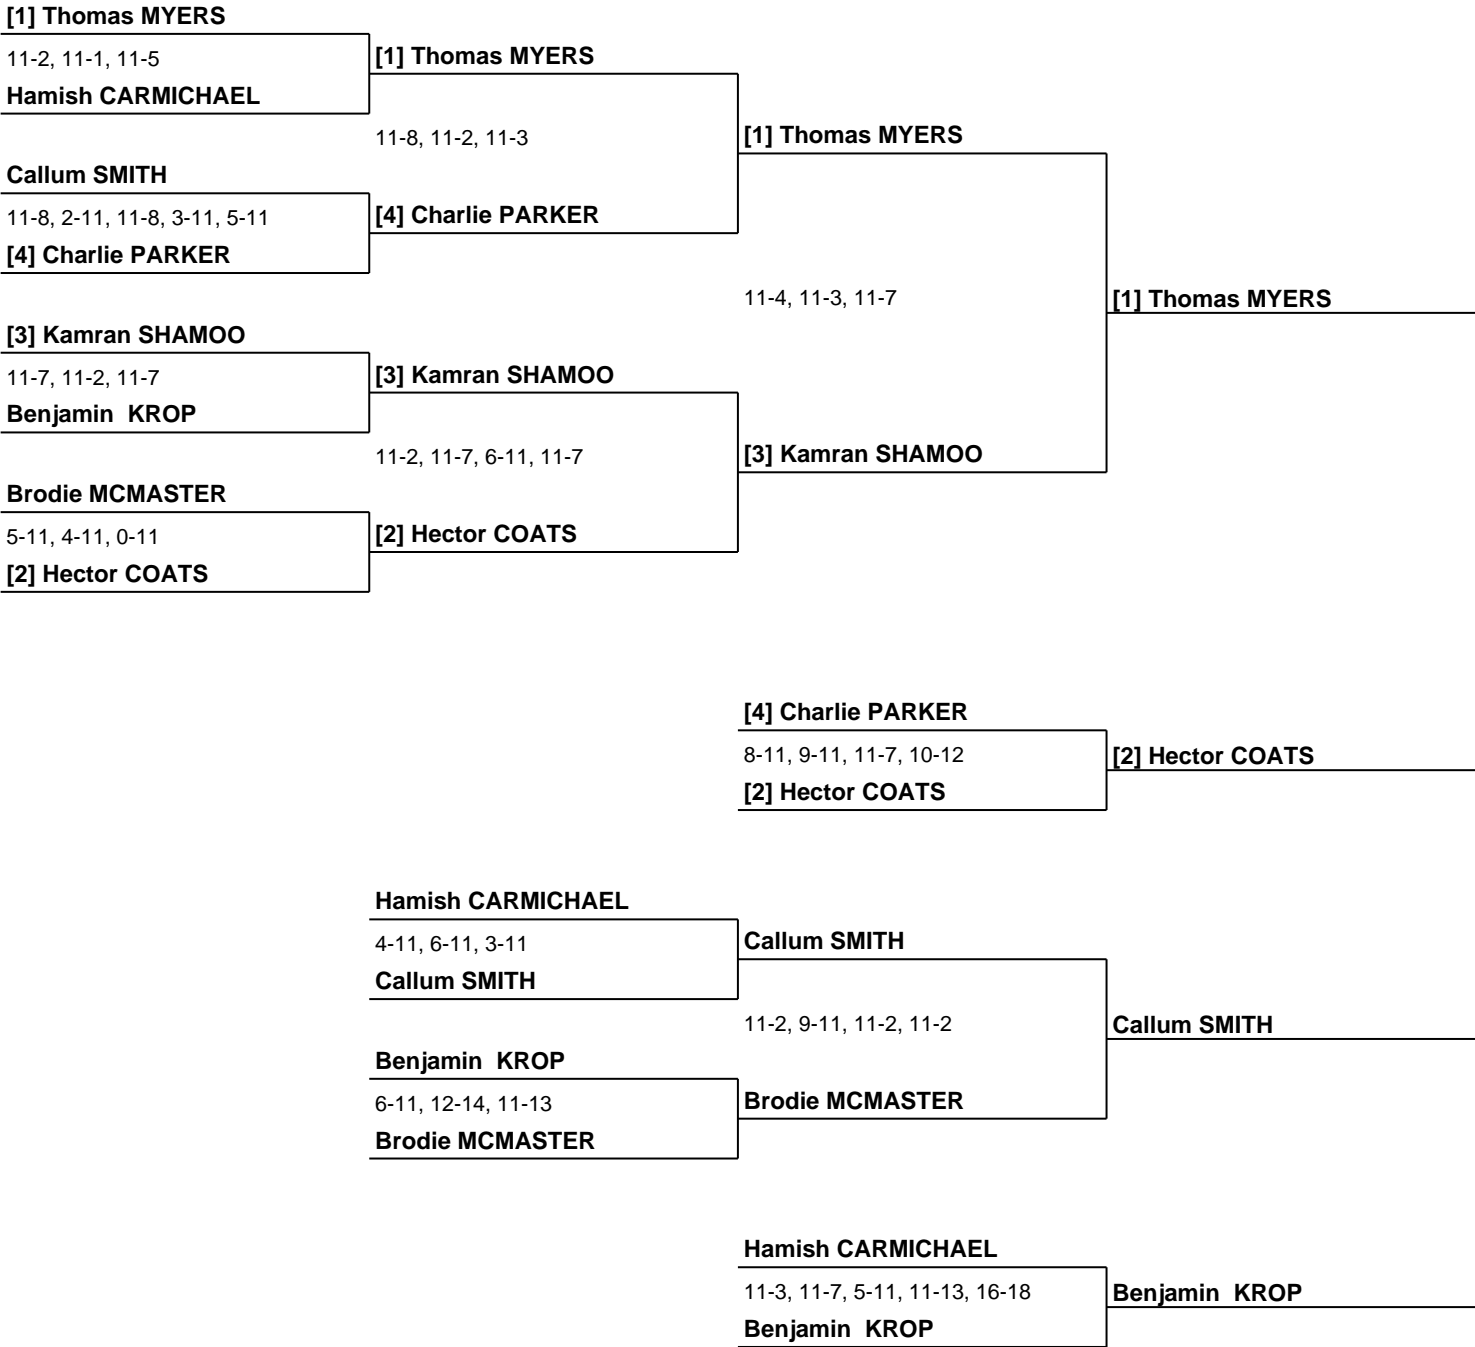 [1] Thomas MYERS
11-2, 11-1, 11-5
[1] Thomas MYERS
Hamish CARMICHAEL
11-8, 11-2, 11-3
[1] Thomas MYERS
Callum SMITH
11-8, 2-11, 11-8, 3-11, 5-11
[4] Charlie PARKER
[4] Charlie PARKER
11-4, 11-3, 11-7
[1] Thomas MYERS
[3] Kamran SHAMOO
11-7, 11-2, 11-7
[3] Kamran SHAMOO
Benjamin  KROP
11-2, 11-7, 6-11, 11-7
[3] Kamran SHAMOO
Brodie MCMASTER
5-11, 4-11, 0-11
[2] Hector COATS
[2] Hector COATS
[4] Charlie PARKER
8-11, 9-11, 11-7, 10-12
[2] Hector COATS
[2] Hector COATS
Hamish CARMICHAEL
4-11, 6-11, 3-11
Callum SMITH
Callum SMITH
11-2, 9-11, 11-2, 11-2
Callum SMITH
Benjamin  KROP
6-11, 12-14, 11-13
Brodie MCMASTER
Brodie MCMASTER
Hamish CARMICHAEL
11-3, 11-7, 5-11, 11-13, 16-18
Benjamin  KROP
Benjamin  KROP